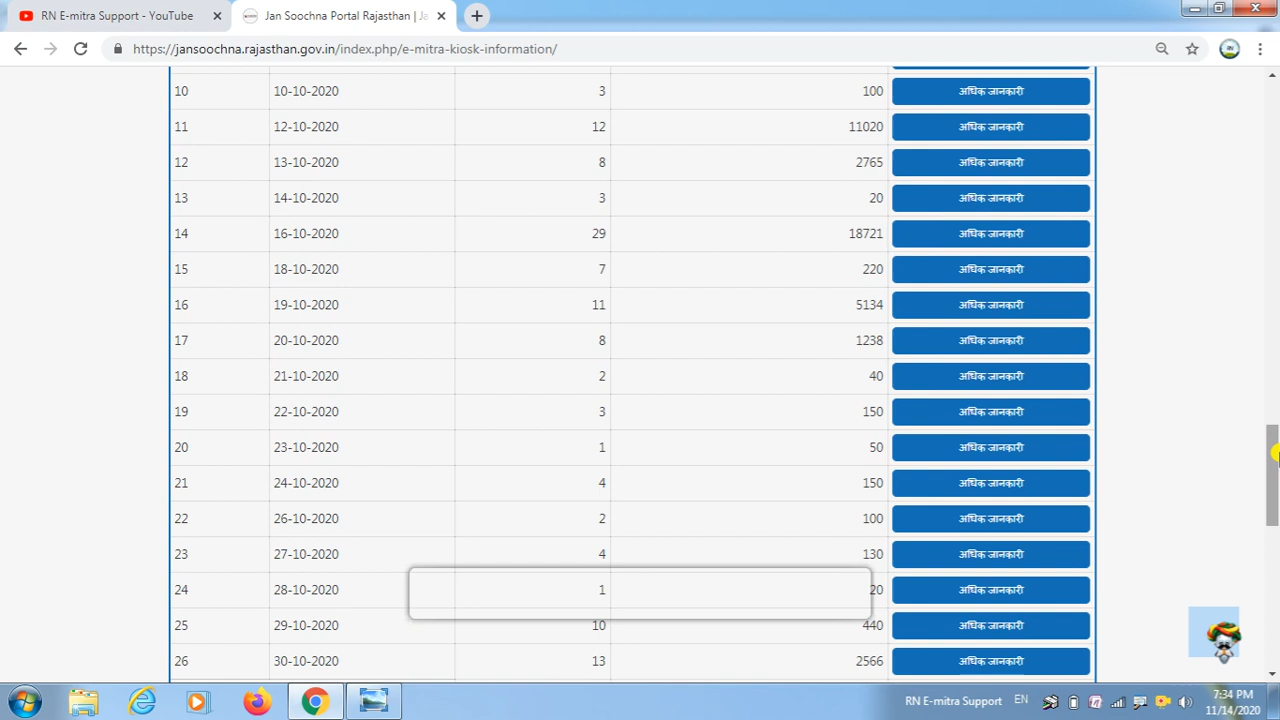 RN E-mitra Support - YouTube
Jan Soochna Portal Rajasthan | Ja
https://jansoochna.rajasthan.gov.in/index.php/e-mitra-kiosk-information/
10 10-10-2020 3 100 अधिक जानकारी
11 12-10-2020 12 11020 अधिक जानकारी
12 13-10-2020 8 2765 अधिक जानकारी
13 14-10-2020 3 20 अधिक जानकारी
14 16-10-2020 29 18721 अधिक जानकारी
15 18-10-2020 7 220 अधिक जानकारी
16 19-10-2020 11 5134 अधिक जानकारी
17 20-10-2020 8 1238 अधिक जानकारी
18 21-10-2020 2 40 अधिक जानकारी
19 22-10-2020 3 150 अधिक जानकारी
20 23-10-2020 1 50 अधिक जानकारी
21 24-10-2020 4 150 अधिक जानकारी
22 26-10-2020 2 100 अधिक जानकारी
23 27-10-2020 4 130 अधिक जानकारी
24 28-10-2020 1 20 अधिक जानकारी
25 29-10-2020 10 440 अधिक जानकारी
26 30-10-2020 13 2566 अधिक जानकारी
RN E-mitra Support EN 7:34 PM
11/14/2020